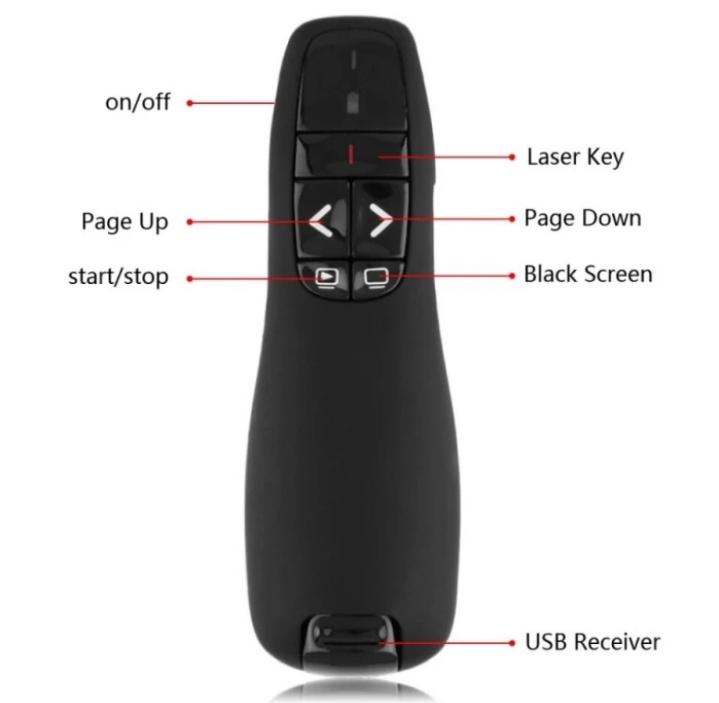 on/off
Laser Key
Page Up
Page Down
start/stop
Black Screen
USB Receiver